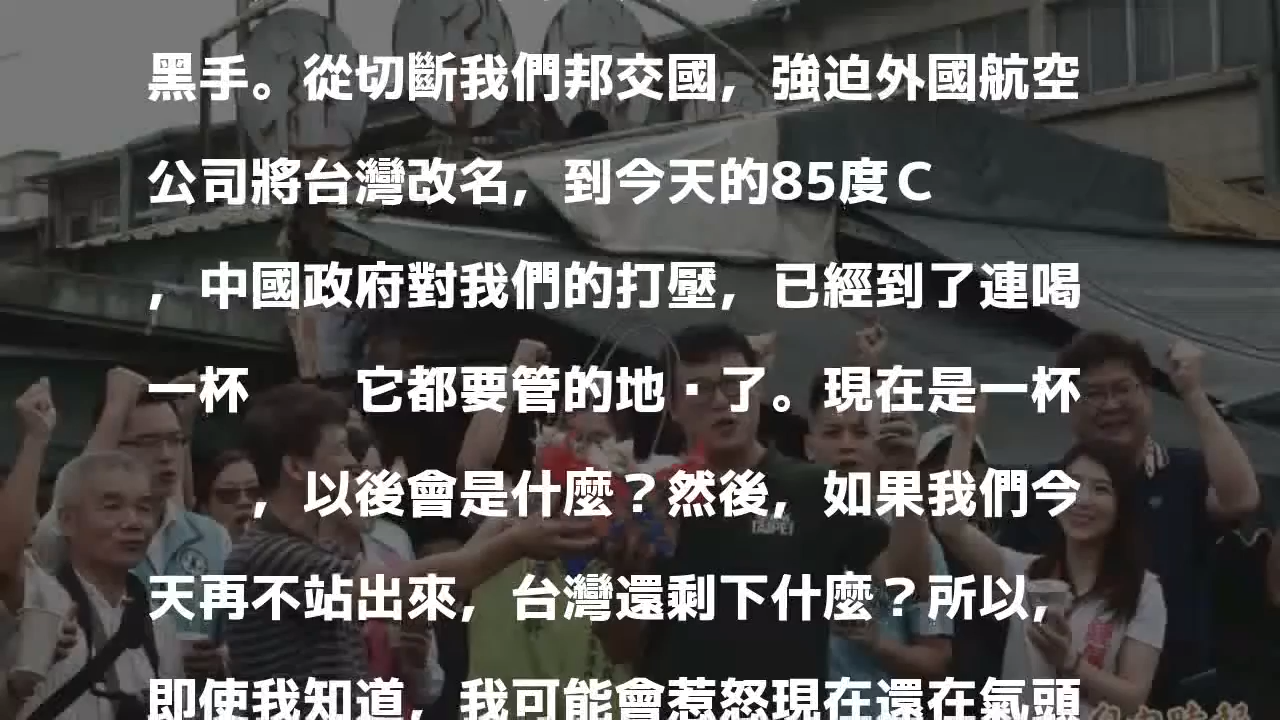 黑手。從切斷我們邦交國，強迫外國航空
公司將台灣改名，到今天的85度C
，中國政府對我們的打壓，已經到了連喝
一杯　　它都要管的地·了。現在是一杯
　　，以後會是什麼？然後，如果我們今
天再不站出來，台灣還剩下什麼？所以，
即使我知道，我可能會惹怒現在還在氣頭
TAIPEI
自由時報